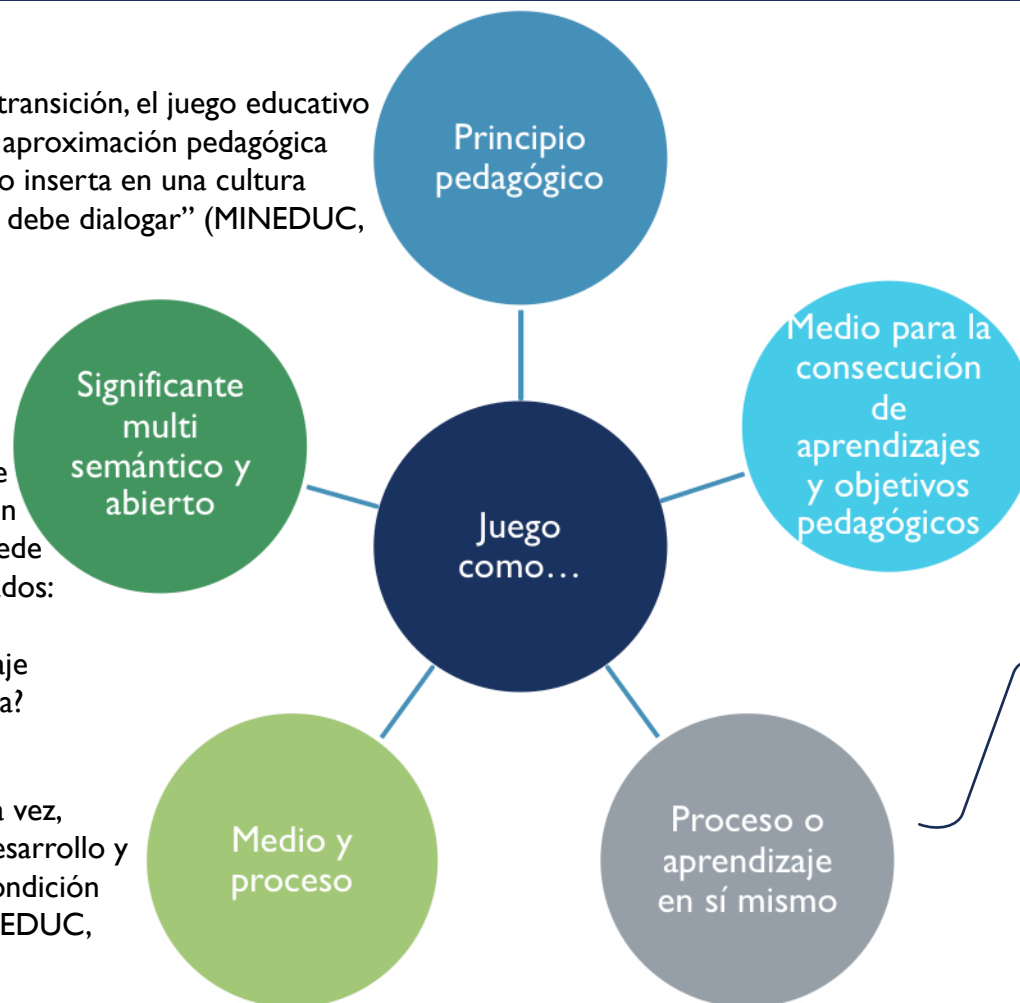 transición, el juego educativo
aproximación pedagógica
o inserta en una cultura
debe dialogar” (MINEDUC,
Principio
pedagógico
Significante
multi
semántico y
abierto
Medio para la
consecución
de
aprendizajes
y objetivos
pedagógicos
Juego
como…
e
n
ede
ados:
aje
a?
a vez,
esarrollo y
ondición
EDUC,
Medio y
proceso
Proceso o
aprendizaje
en sí mismo